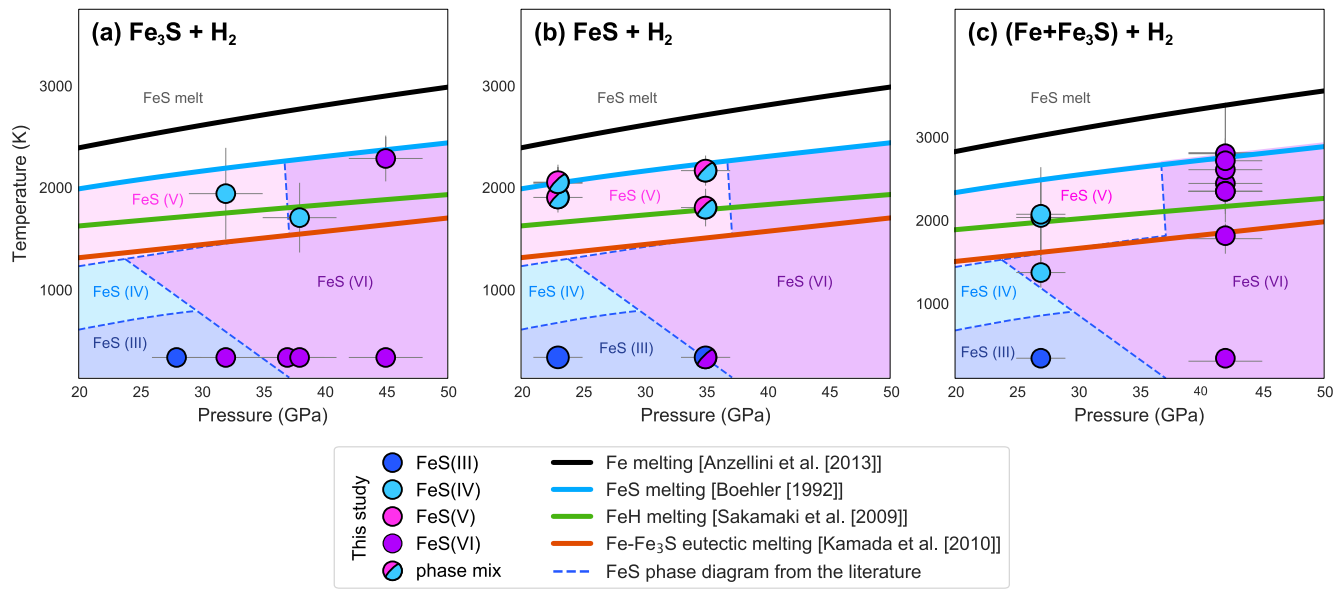 (a) Fe₃S + H₂
FeS melt
FeS (V)
FeS (VI)
FeS (IV)
FeS (III)
3000
2000
1000
Temperature (K)
20 25 30 35 40 45 50
Pressure (GPa)
(b) FeS + H₂
FeS melt
FeS (V)
FeS (VI)
FeS (IV)
FeS (III)
3000
2000
1000
20 25 30 35 40 45 50
Pressure (GPa)
(c) (Fe+Fe₃S) + H₂
FeS melt
FeS (V)
FeS (VI)
FeS (IV)
FeS (III)
3000
2000
1000
20 25 30 35 40 45 50
Pressure (GPa)
This study
FeS(III)
FeS(IV)
FeS(V)
FeS(VI)
phase mix
Fe melting [Anzellini et al. [2013]]
FeS melting [Boehler [1992]]
FeH melting [Sakamaki et al. [2009]]
Fe-Fe₃S eutectic melting [Kamada et al. [2010]]
FeS phase diagram from the literature